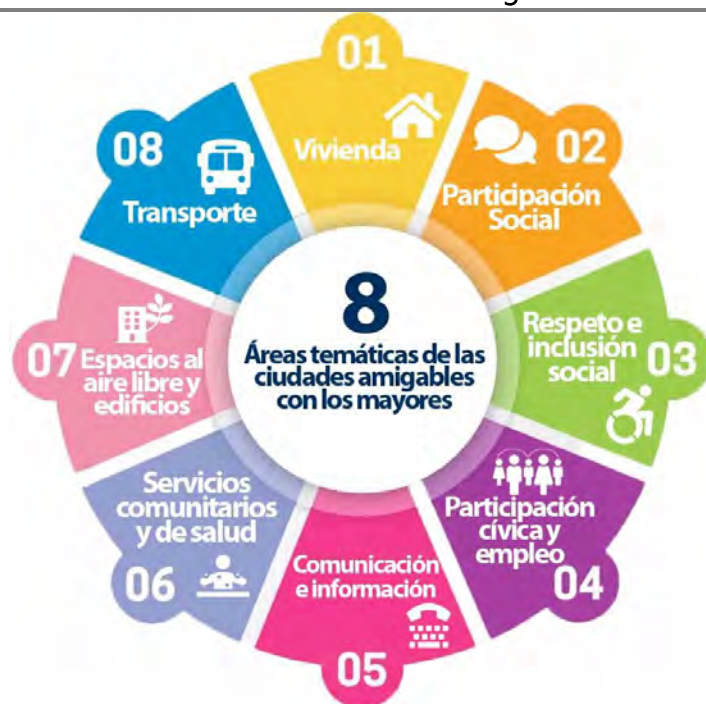 8
Áreas temáticas de las
ciudades amigables
con los mayores
01
Vivienda
02
Participación
Social
03
Respeto e
inclusión
social
04
Participación
cívica y
empleo
05
Comunicación
e información
06
Servicios
comunitarios
y de salud
07
Espacios al
aire libre y
edificios
08
Transporte